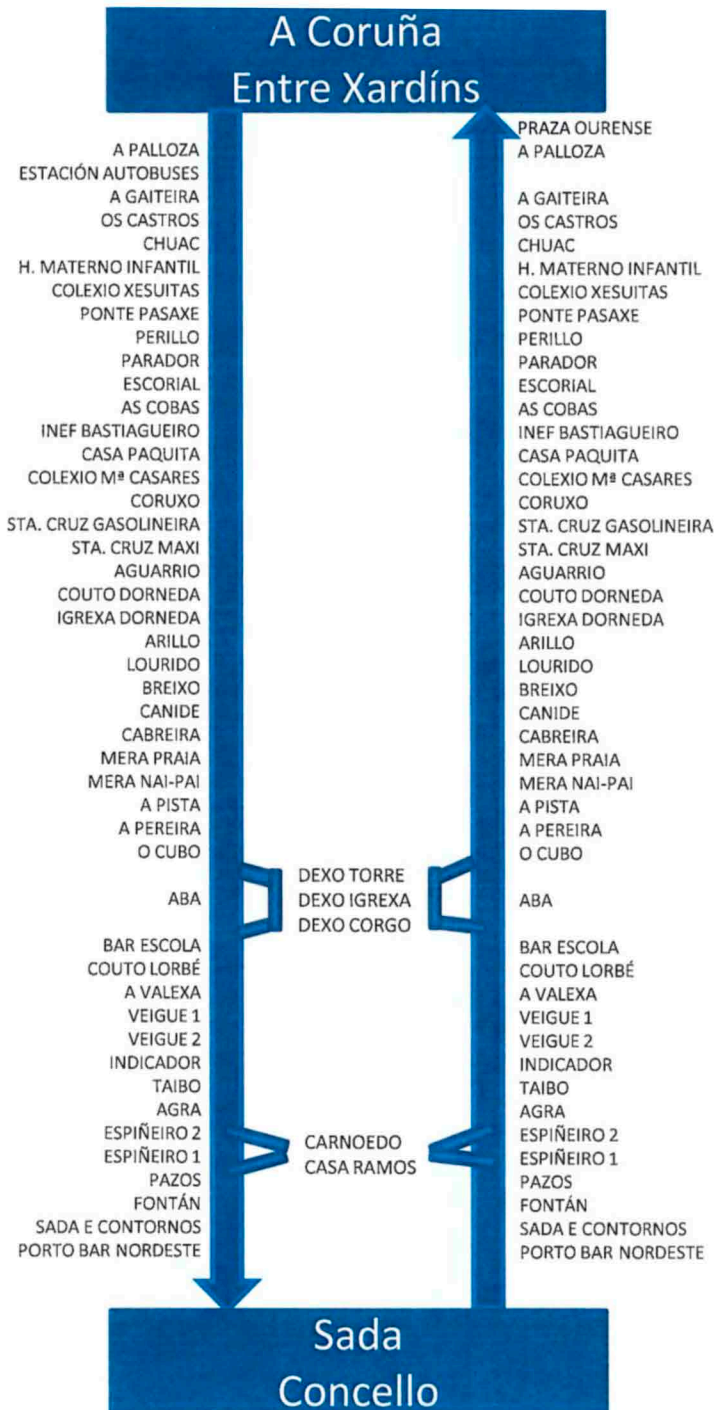 A Coruña
Entre Xardíns
A PALLOZA
ESTACIÓN AUTOBUSES
A GAITEIRA
OS CASTROS
CHUAC
H. MATERNO INFANTIL
COLEXIO XESUITAS
PONTE PASAXE
PERILLO
PARADOR
ESCORIAL
AS COBAS
INEF BASTIAGUEIRO
CASA PAQUITA
COLEXIO Mª CASARES
CORUXO
STA. CRUZ GASOLINEIRA
STA. CRUZ MAXI
AGUARRIO
COUTO DORNEDA
IGREXA DORNEDA
ARILLO
LOURIDO
BREIXO
CANIDE
CABREIRA
MERA PRAIA
MERA NAI-PAI
A PISTA
A PEREIRA
O CUBO
ABA
BAR ESCOLA
COUTO LORBÉ
A VALEXA
VEIGUE 1
VEIGUE 2
INDICADOR
TAIBO
AGRA
ESPIÑEIRO 2
ESPIÑEIRO 1
PAZOS
FONTÁN
SADA E CONTORNOS
PORTO BAR NORDESTE
DEXO TORRE
DEXO IGREXA
DEXO CORGO
CARNOEDO
CASA RAMOS
PRAZA OURENSE
A PALLOZA
A GAITEIRA
OS CASTROS
CHUAC
H. MATERNO INFANTIL
COLEXIO XESUITAS
PONTE PASAXE
PERILLO
PARADOR
ESCORIAL
AS COBAS
INEF BASTIAGUEIRO
CASA PAQUITA
COLEXIO Mª CASARES
CORUXO
STA. CRUZ GASOLINEIRA
STA. CRUZ MAXI
AGUARRIO
COUTO DORNEDA
IGREXA DORNEDA
ARILLO
LOURIDO
BREIXO
CANIDE
CABREIRA
MERA PRAIA
MERA NAI-PAI
A PISTA
A PEREIRA
O CUBO
ABA
BAR ESCOLA
COUTO LORBÉ
A VALEXA
VEIGUE 1
VEIGUE 2
INDICADOR
TAIBO
AGRA
ESPIÑEIRO 2
ESPIÑEIRO 1
PAZOS
FONTÁN
SADA E CONTORNOS
PORTO BAR NORDESTE
Sada
Concello